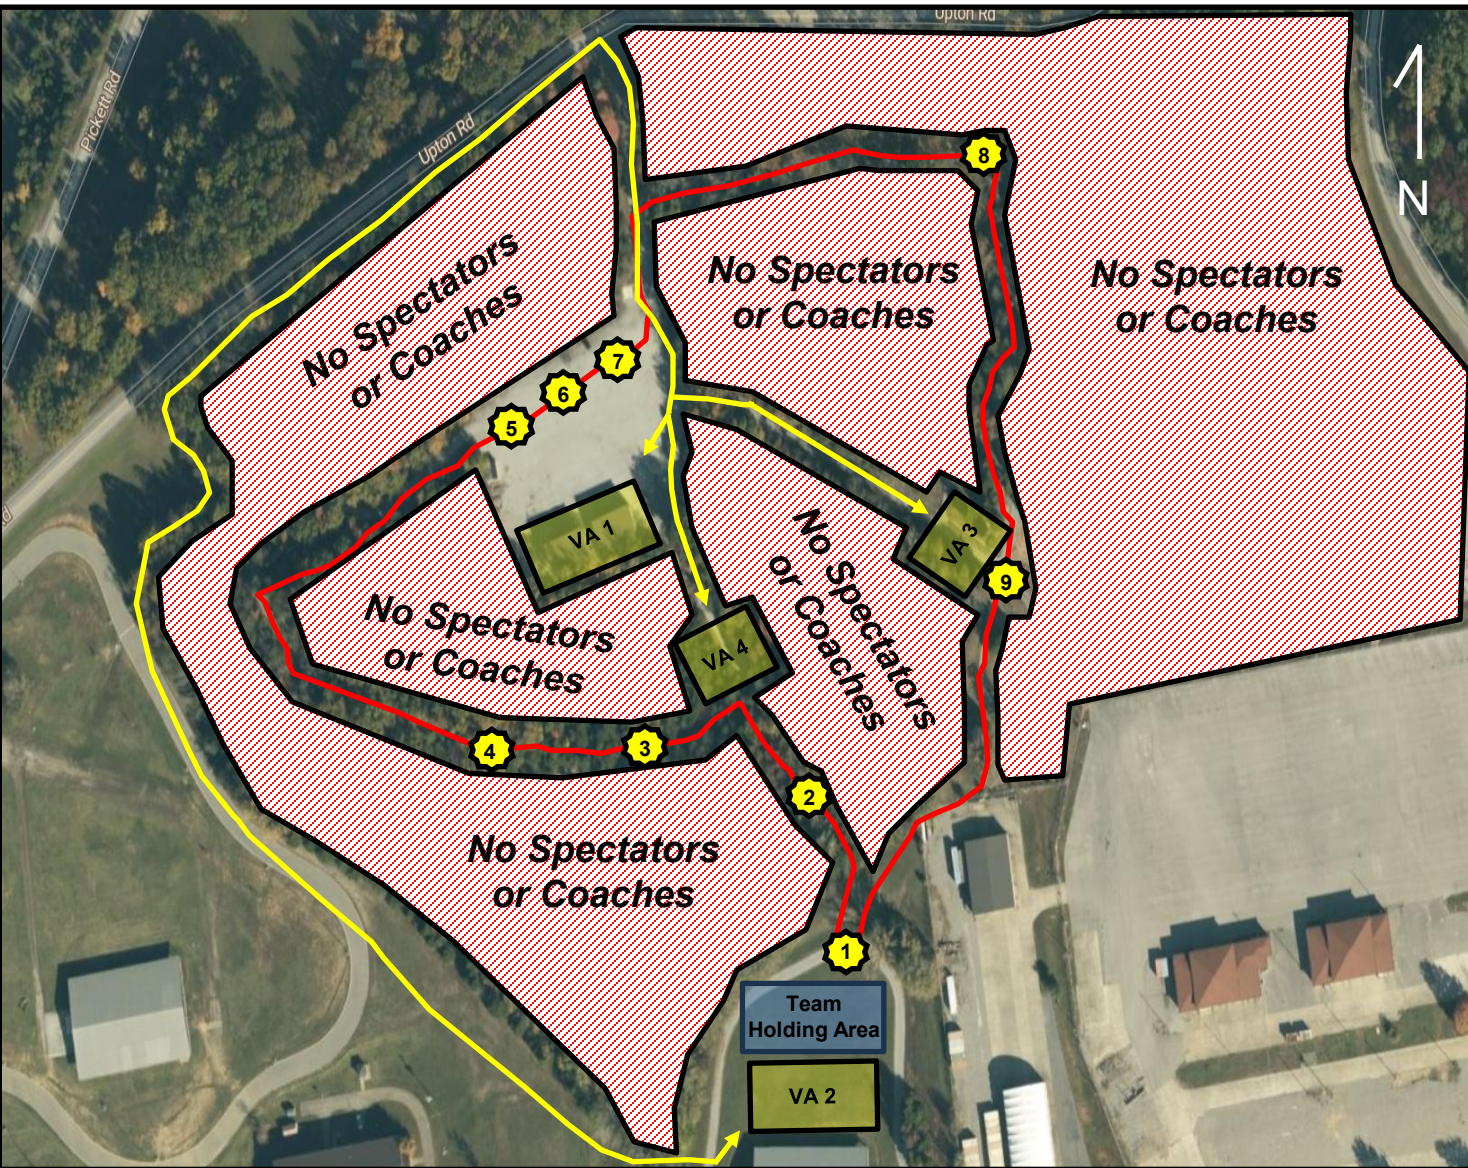 Upton Rd
Pickett Rd
Upton Rd
N
8
No Spectators
or Coaches
No Spectators
or Coaches
No Spectators
or Coaches
7
6
5
VA 1
VA 3
9
No Spectators
or Coaches
No Spectators
or Coaches
VA 4
4
3
2
No Spectators
or Coaches
1
Team
Holding Area
VA 2